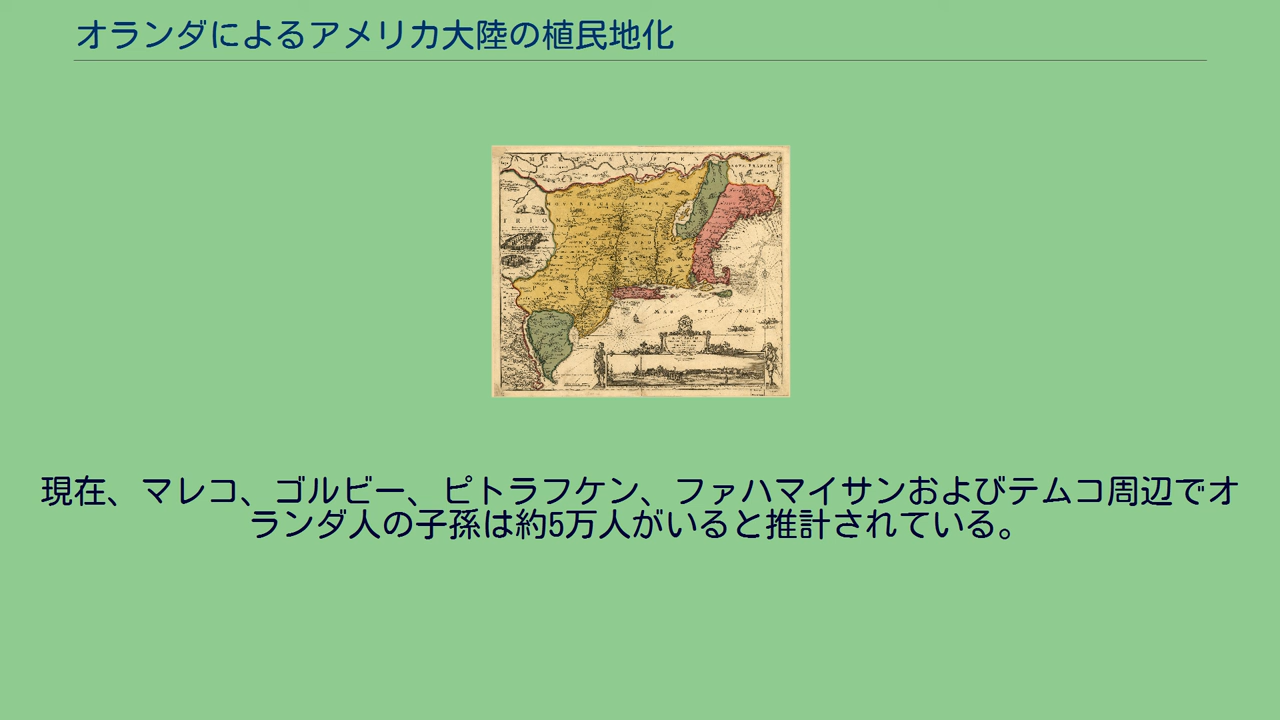 オランダによるアメリカ大陸の植民地化
現在、マレコ、ゴルビー、ピトラフケン、ファハマイサンおよびテムコ周辺でオ
ランダ人の子孫は約5万人がいると推計されている。